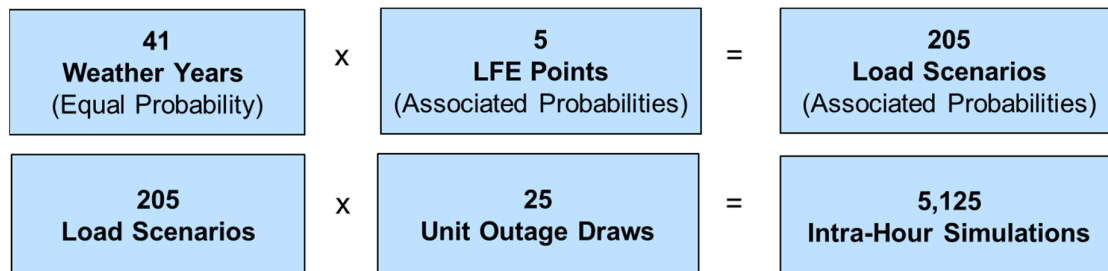 41
Weather Years
(Equal Probability)
x
5
LFE Points
(Associated Probabilities)
=
205
Load Scenarios
(Associated Probabilities)
205
Load Scenarios
x
25
Unit Outage Draws
=
5,125
Intra-Hour Simulations